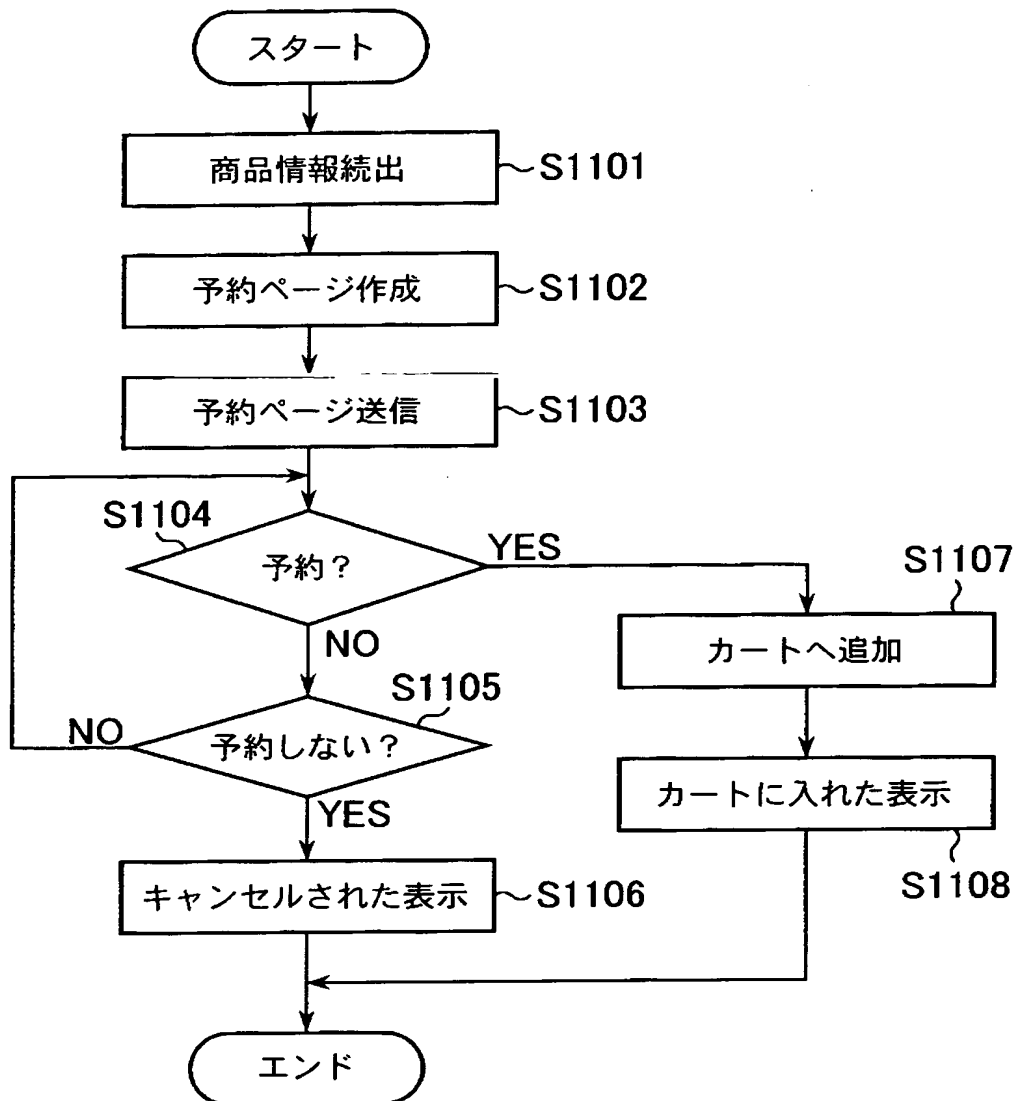 スタート
商品情報続出
S1101
予約ページ作成
S1102
予約ページ送信
S1103
S1104
予約？
YES
NO
S1107
カートへ追加
S1105
予約しない？
NO
YES
カートに入れた表示
S1108
キャンセルされた表示
S1106
エンド